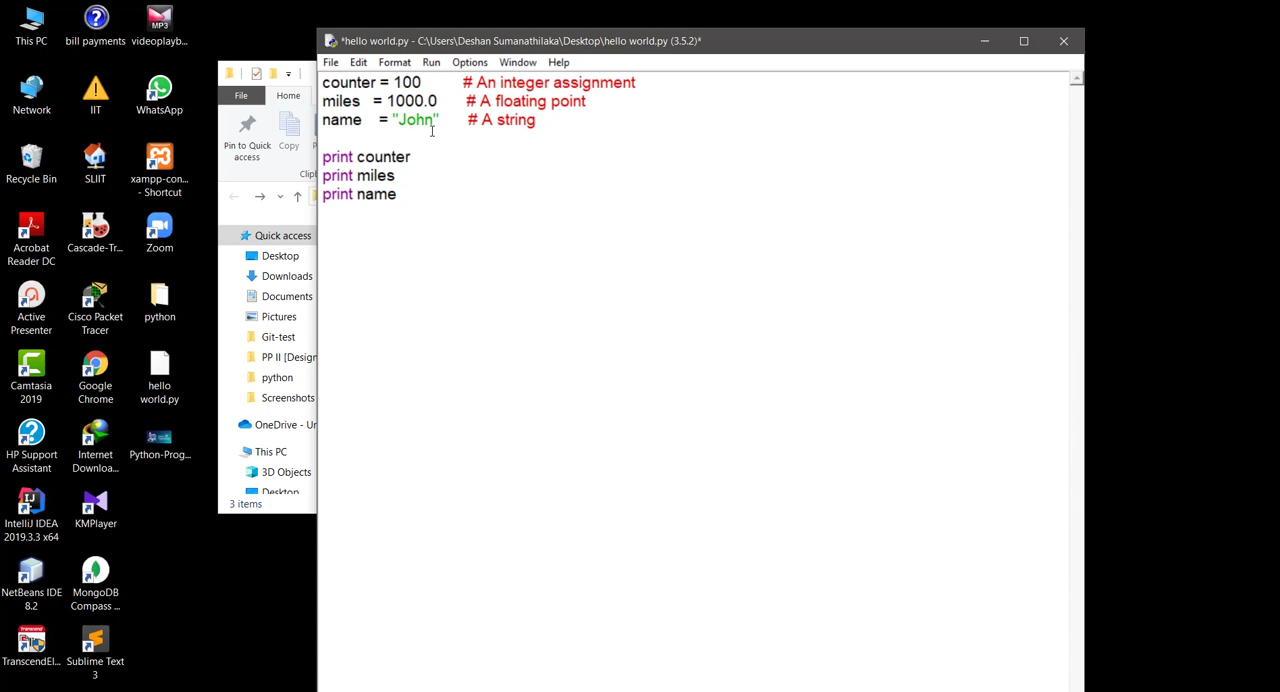 This PC
bill payments
MP3
videoplayb...
Network
IIT
WhatsApp
Recycle Bin
SLIIT
xampp-con...
- Shortcut
Acrobat
Reader DC
Cascade-Tr...
Zoom
Active
Presenter
Cisco Packet
Tracer
python
Camtasia
2019
Google
Chrome
hello
world.py
HP Support
Assistant
Internet
Downloa...
Python-Prog...
IntelliJ IDEA
2019.3.3 x64
KMPlayer
NetBeans IDE
8.2
MongoDB
Compass ...
TranscendEl...
Sublime Text
3
File
Home
Pin to Quick
access
Copy
Quick access
Desktop
Downloads
Documents
Pictures
Git-test
PP II [Design
python
Screenshots
OneDrive - Un
This PC
3D Objects
Desktop
3 items
*hello world.py - C:\Users\Deshan Sumanathilaka\Desktop\hello world.py (3.5.2)*
File Edit Format Run Options Window Help
counter = 100 # An integer assignment
miles = 1000.0 # A floating point
name = "John" # A string
print counter
print miles
print name